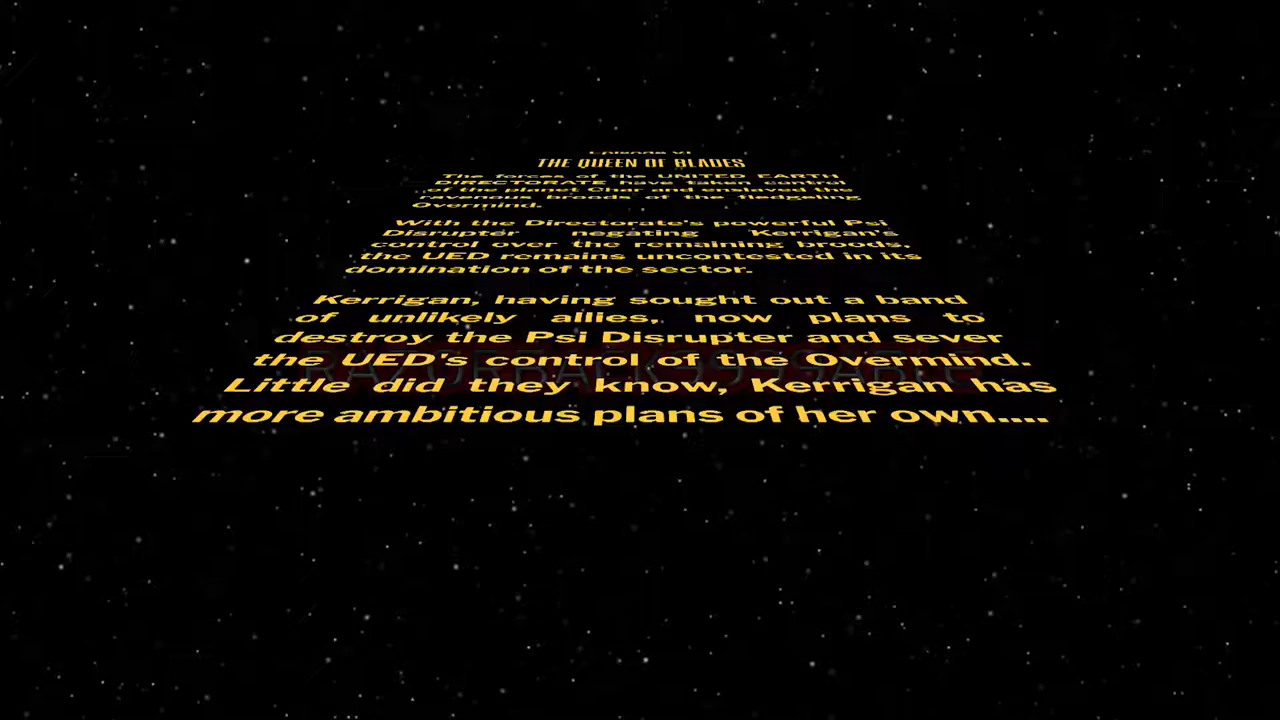 Episode VI
THE QUEEN OF BLADES
The forces of the UNITED EARTH
DIRECTORATE have taken control
of the planet Char and enslaved the
ravenous broods of the fledgeling
Overmind.
With the Directorate's powerful Psi
Disrupter negating Kerrigan's
control over the remaining broods,
the UED remains uncontested in its
domination of the sector.
Kerrigan, having sought out a band
of unlikely allies, now plans to
destroy the Psi Disrupter and sever
the UED's control of the Overmind.
Little did they know, Kerrigan has
more ambitious plans of her own....